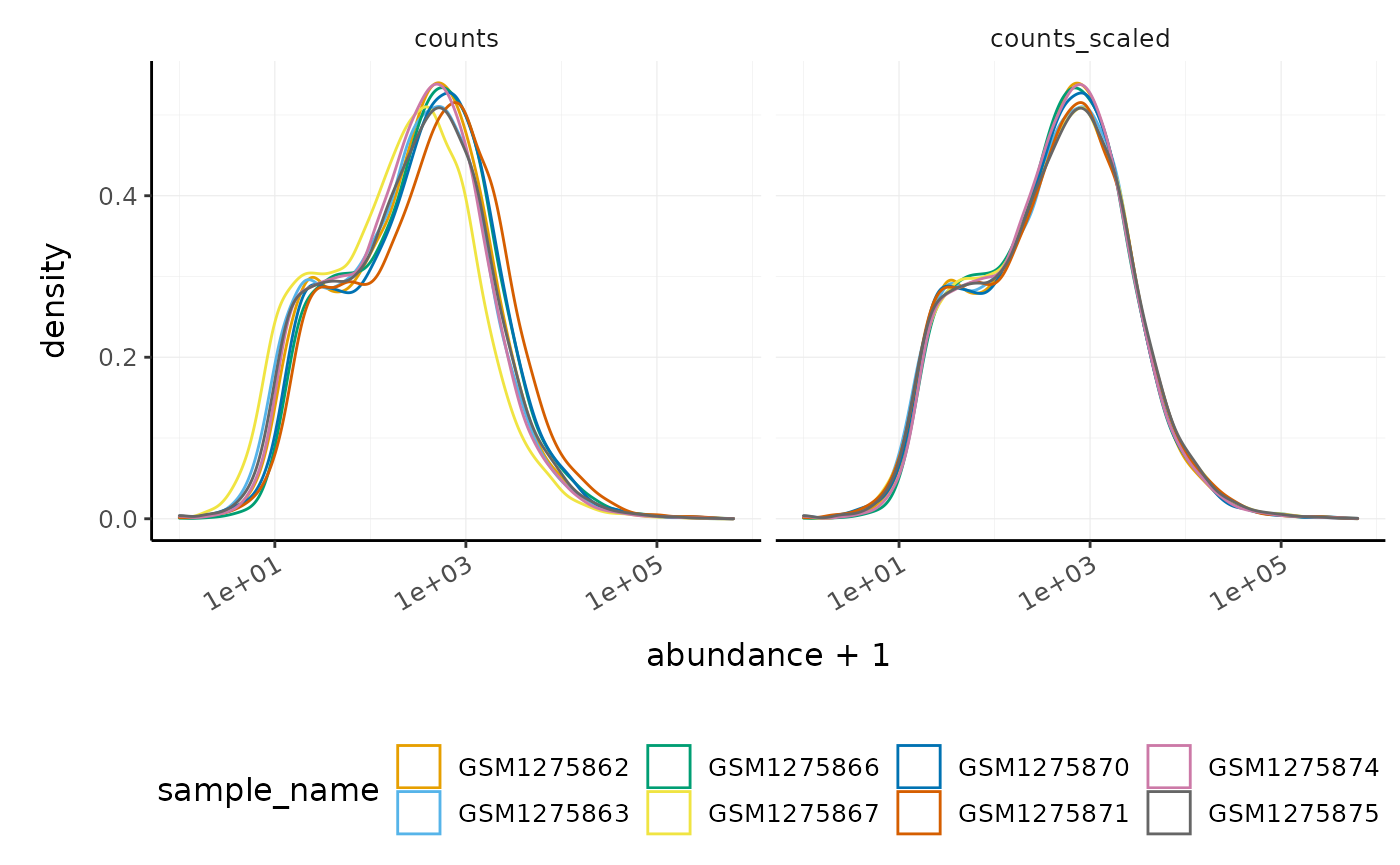 counts counts_scaled
density
0.4
0.2
0.0
1e+01 1e+03 1e+05 1e+01 1e+03 1e+05
abundance + 1
sample_name
GSM1275862 GSM1275866 GSM1275870 GSM1275874
GSM1275863 GSM1275867 GSM1275871 GSM1275875